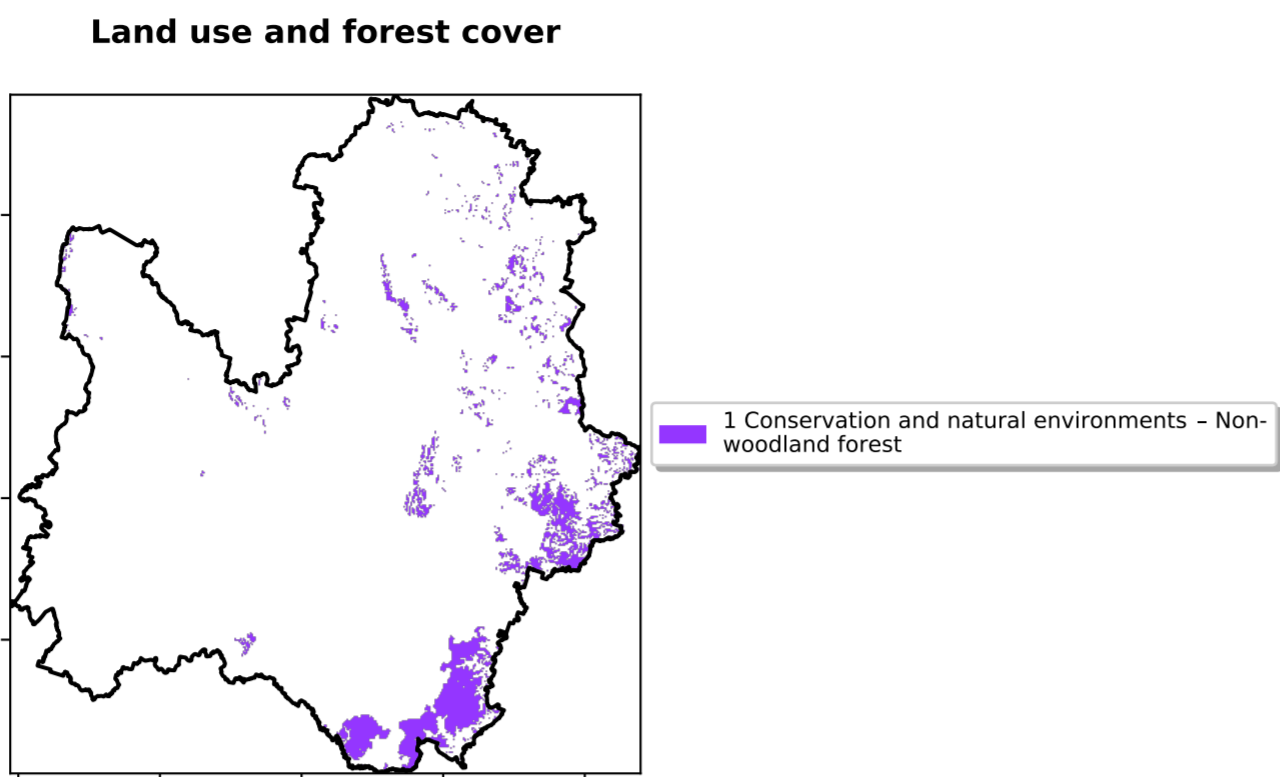 Land use and forest cover
1 Conservation and natural environments – Non-
woodland forest